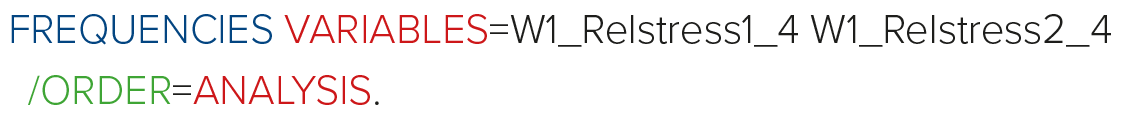 FREQUENCIES VARIABLES=W1_Relstress1_4 W1_Relstress2_4
/ORDER=ANALYSIS.